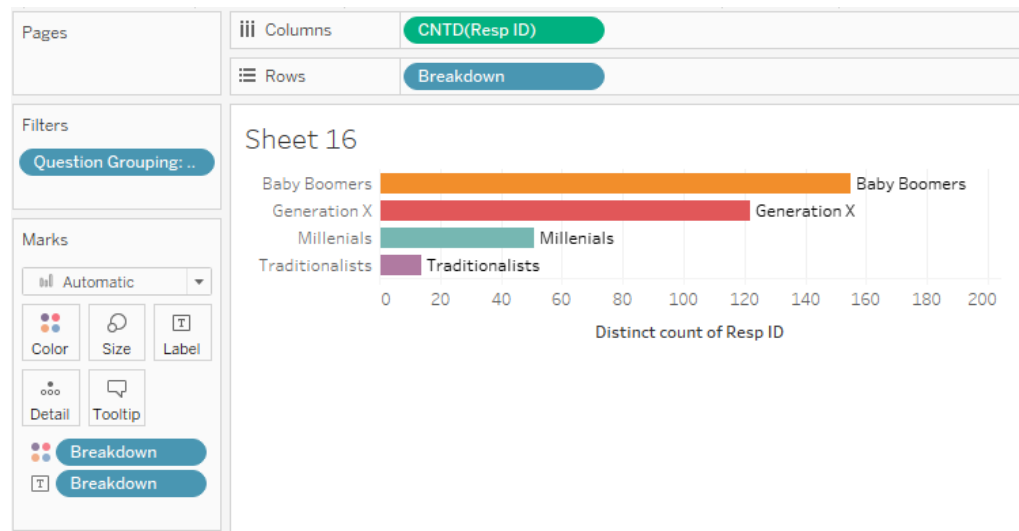 Pages
Columns
CNTD(Resp ID)
Rows
Breakdown
Filters
Question Grouping: ..
Marks
Automatic
Color
Size
T
Label
Detail
Tooltip
Breakdown
T
Breakdown
Sheet 16
Baby Boomers
Baby Boomers
Generation X
Generation X
Millenials
Millenials
Traditionalists
Traditionalists
0 20 40 60 80 100 120 140 160 180 200
Distinct count of Resp ID